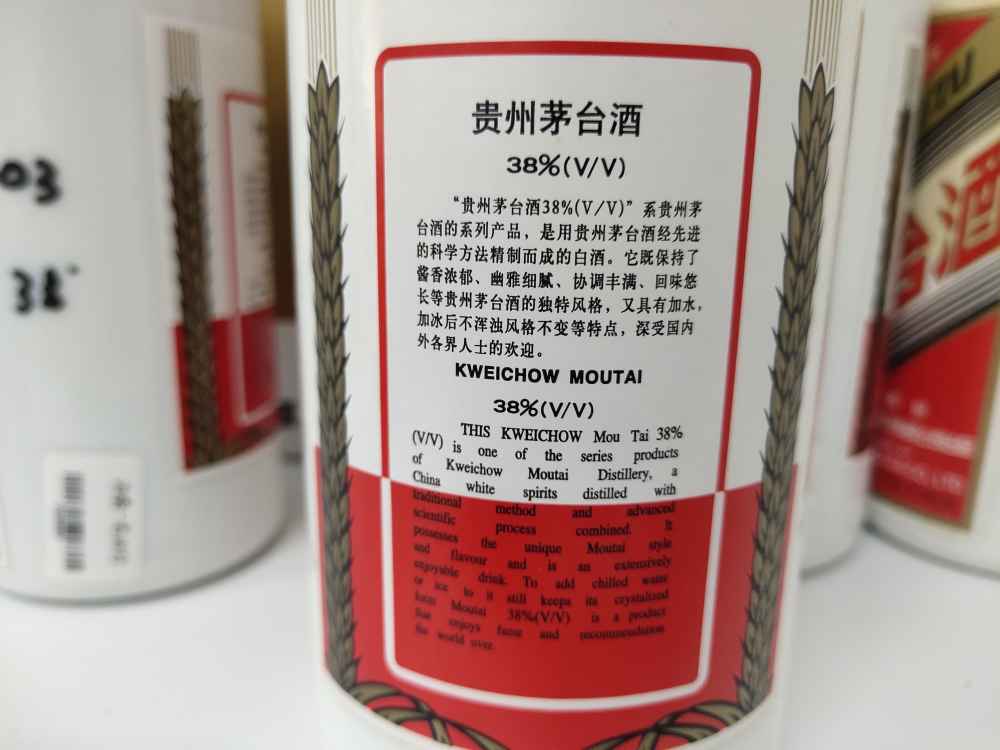 贵州茅台酒
38%(V/V)
“贵州茅台酒38%(V/V)”系贵州茅
台酒的系列产品，是用贵州茅台酒经先进
的科学方法精制而成的白酒。它既保持了
酱香浓郁、幽雅细腻、协调丰满、回味悠
长等贵州茅台酒的独特风格，又具有加水，
加冰后不浑浊风格不变等特点，深受国内
外各界人士的欢迎。
KWEICHOW MOUTAI
38%(V/V)
THIS KWEICHOW Mou Tai 38%
(V/V) is one of the series products
of Kweichow Moutai Distillery, a
China white spirits distilled with
traditional method and advanced
scientific process combined. It
possesses the unique Moutai style
and flavour and is an extensively
enjoyable drink. To add chilled water
or ice to it still keeps its crystalized
Moutai 38%(V/V) is a product
enjoys fame and
the world over.
03
38°
酒